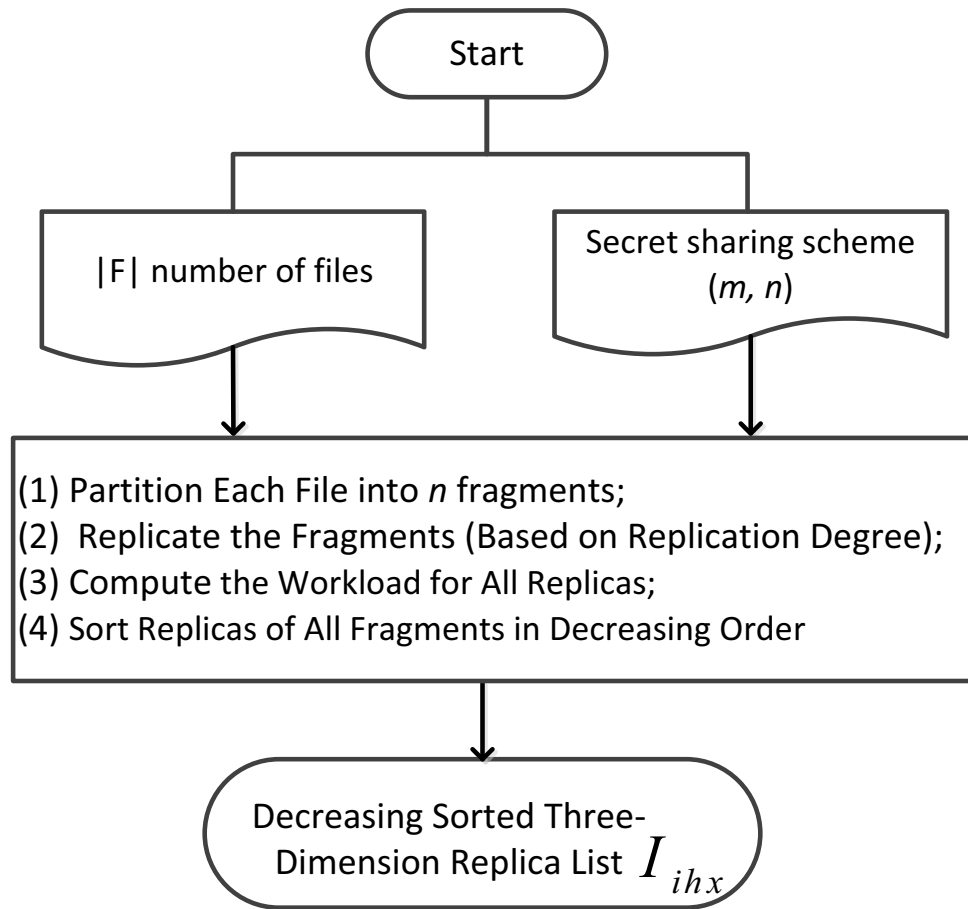 Start
|F| number of files
Secret sharing scheme
(m, n)
(1) Partition Each File into n fragments;
(2) Replicate the Fragments (Based on Replication Degree);
(3) Compute the Workload for All Replicas;
(4) Sort Replicas of All Fragments in Decreasing Order
Decreasing Sorted Three-
Dimension Replica List I_{ihx}